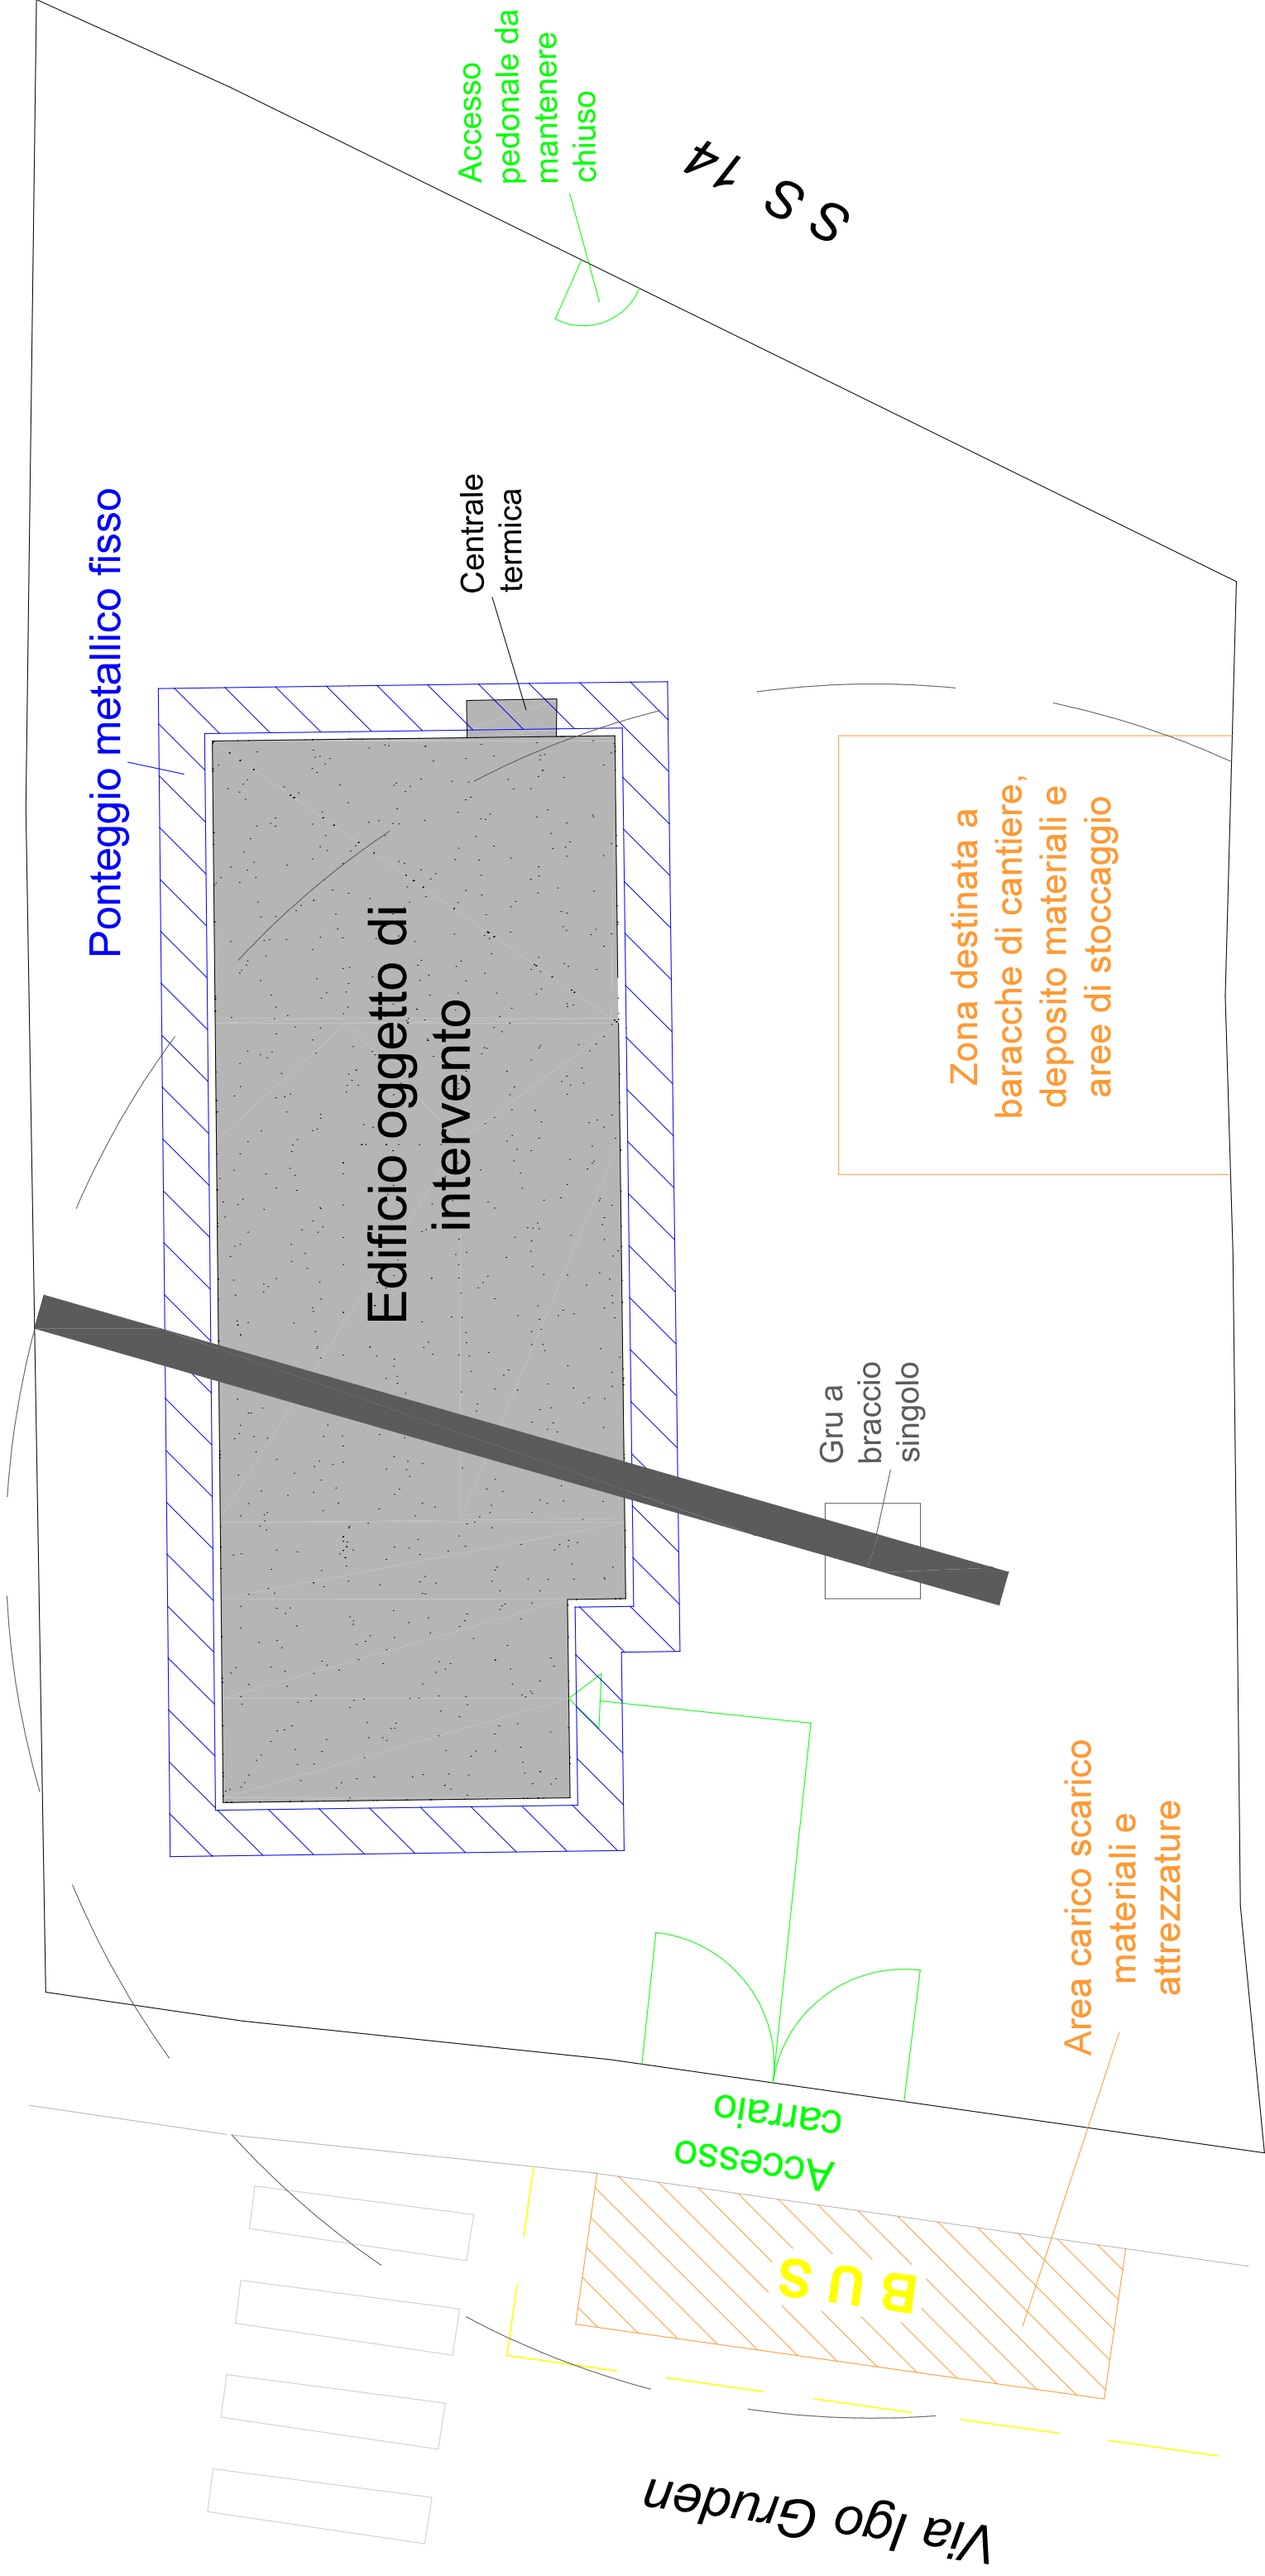 Accesso
pedonale da
mantenere
chiuso
SS 14
Ponteggio metallico fisso
Centrale
termica
Edificio oggetto di
intervento
Zona destinata a
baracche di cantiere,
deposito materiali e
aree di stoccaggio
Gru a
braccio
singolo
Area carico scarico
materiali e
attrezzature
Accesso
carraio
BUS
Via Igo Gruden